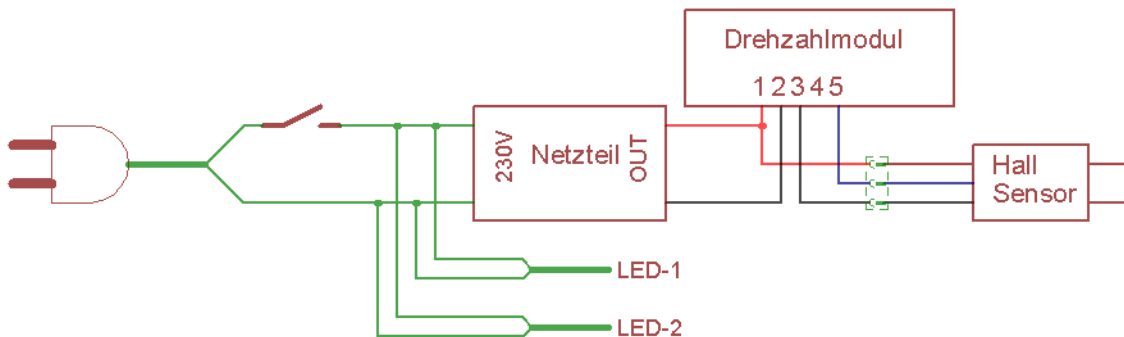 Drehzahlmodul
1 2 3 4 5
230V
Netzteil
OUT
Hall
Sensor
LED-1
LED-2